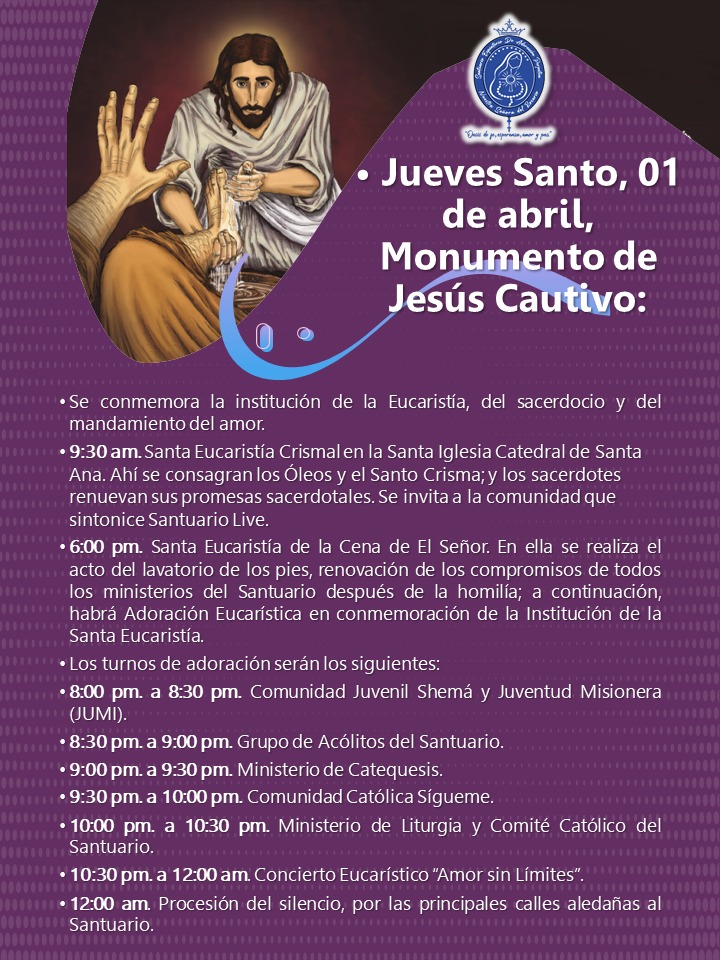 "Oasis de fe, esperanza, amor y paz"
• Jueves Santo, 01
de abril,
Monumento de
Jesús Cautivo:
• Se conmemora la institución de la Eucaristía, del sacerdocio y del
mandamiento del amor.
• 9:30 am. Santa Eucaristía Crismal en la Santa Iglesia Catedral de Santa
Ana. Ahí se consagran los Óleos y el Santo Crisma; y los sacerdotes
renuevan sus promesas sacerdotales. Se invita a la comunidad que
sintonice Santuario Live.
• 6:00 pm. Santa Eucaristía de la Cena de El Señor. En ella se realiza el
acto del lavatorio de los pies, renovación de los compromisos de todos
los ministerios del Santuario después de la homilía; a continuación,
habrá Adoración Eucarística en conmemoración de la Institución de la
Santa Eucaristía.
• Los turnos de adoración serán los siguientes:
• 8:00 pm. a 8:30 pm. Comunidad Juvenil Shemá y Juventud Misionera
(JUMI).
• 8:30 pm. a 9:00 pm. Grupo de Acólitos del Santuario.
• 9:00 pm. a 9:30 pm. Ministerio de Catequesis.
• 9:30 pm. a 10:00 pm. Comunidad Católica Sígueme.
• 10:00 pm. a 10:30 pm. Ministerio de Liturgia y Comité Católico del
Santuario.
• 10:30 pm. a 12:00 am. Concierto Eucarístico "Amor sin Límites".
• 12:00 am. Procesión del silencio, por las principales calles aledañas al
Santuario.